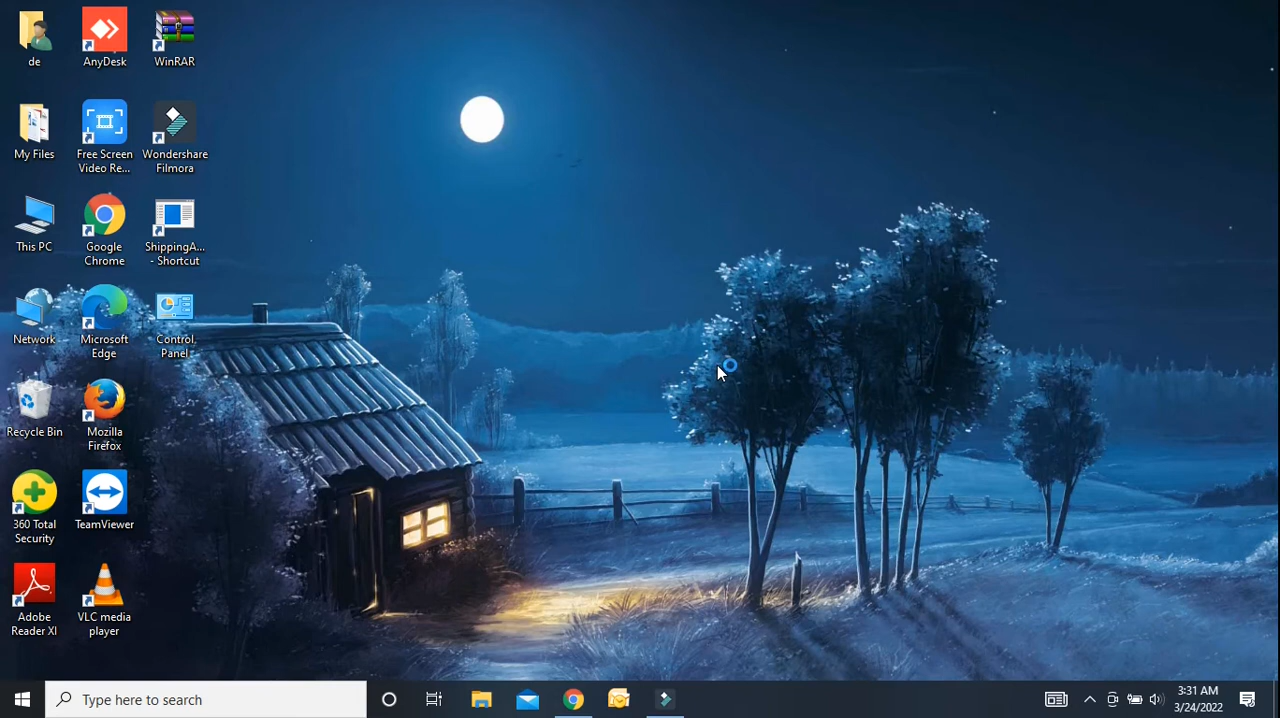 de
AnyDesk
WinRAR
My Files
Free Screen
Video Re...
Wondershare
Filmora
This PC
Google
Chrome
ShippingA...
- Shortcut
Network
Microsoft
Edge
Control
Panel
Recycle Bin
Mozilla
Firefox
360 Total
Security
TeamViewer
Adobe
Reader XI
VLC media
player
Type here to search
3:31 AM
3/24/2022